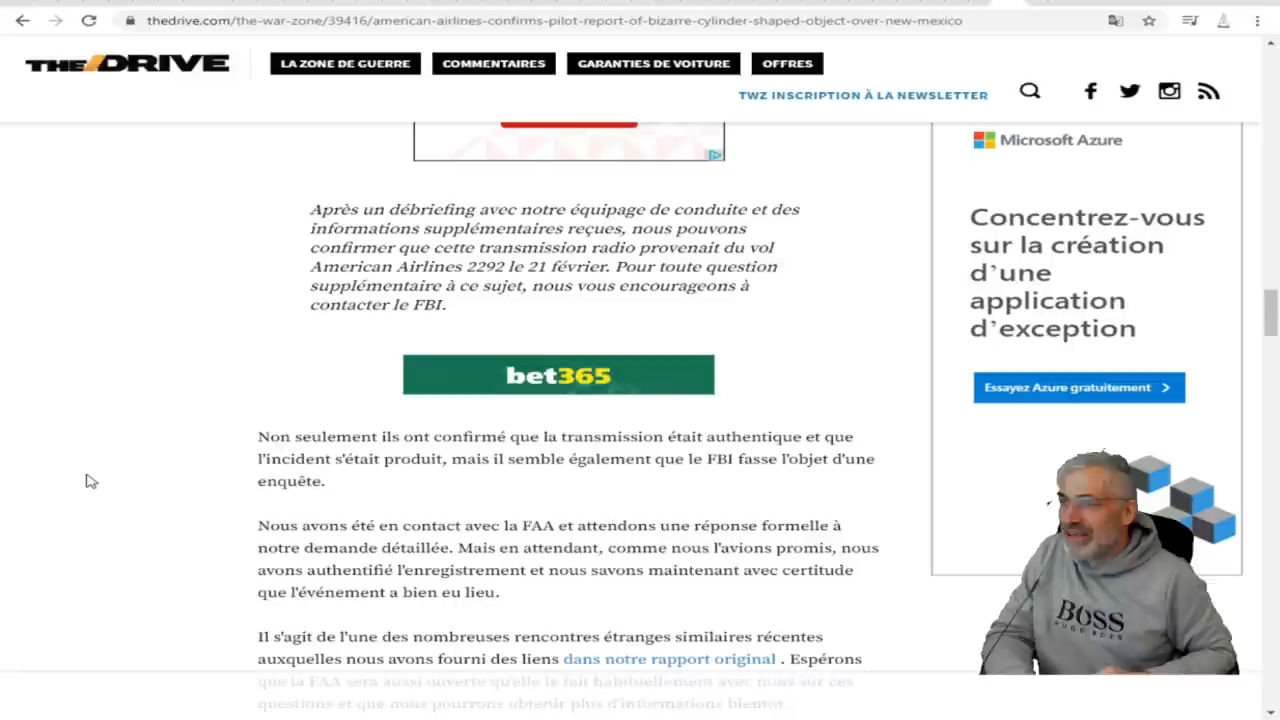 thedrive.com/the-war-zone/39416/american-airlines-confirms-pilot-report-of-bizarre-cylinder-shaped-object-over-new-mexico
THE/DRIVE
LA ZONE DE GUERRE
COMMENTAIRES
GARANTIES DE VOITURE
OFFRES
TWZ INSCRIPTION À LA NEWSLETTER
Après un débriefing avec notre équipage de conduite et des
informations supplémentaires reçues, nous pouvons
confirmer que cette transmission radio provenait du vol
American Airlines 2292 le 21 février. Pour toute question
supplémentaire à ce sujet, nous vous encourageons à
contacter le FBI.
bet365
Non seulement ils ont confirmé que la transmission était authentique et que
l'incident s'était produit, mais il semble également que le FBI fasse l'objet d'une
enquête.
Nous avons été en contact avec la FAA et attendons une réponse formelle à
notre demande détaillée. Mais en attendant, comme nous l'avions promis, nous
avons authentifié l'enregistrement et nous savons maintenant avec certitude
que l'événement a bien eu lieu.
Il s'agit de l'une des nombreuses rencontres étranges similaires récentes
auxquelles nous avons fourni des liens dans notre rapport original . Espérons
que la FAA sera aussi ouverte qu'elle le fait habituellement avec nous sur ces
questions et que nous pourrons obtenir plus d'informations bientôt.
Microsoft Azure
Concentrez-vous
sur la création
d'une
application
d'exception
Essayez Azure gratuitement
BOSS
HUGO BOSS